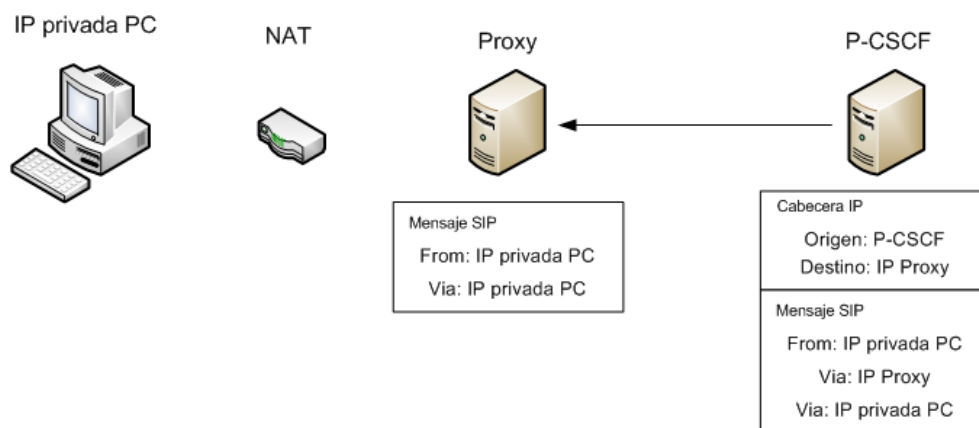 IP privada PC
NAT
Proxy
P-CSCF
Mensaje SIP
From: IP privada PC
Via: IP privada PC
Cabecera IP
Origen: P-CSCF
Destino: IP Proxy
Mensaje SIP
From: IP privada PC
Via: IP Proxy
Via: IP privada PC